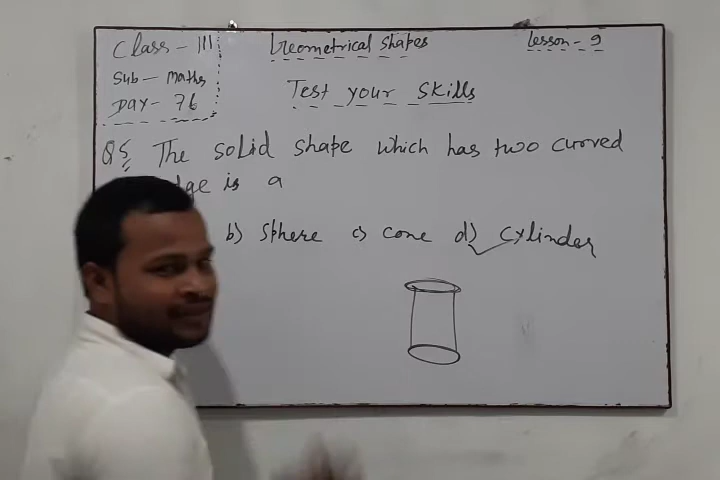 Class - III
Sub - Maths
Day - 76
Geometrical Shapes
Lesson - 9
Test your skills
Q5 The solid shape which has two curved
is a
b) Sphere c) cone d) cylinder